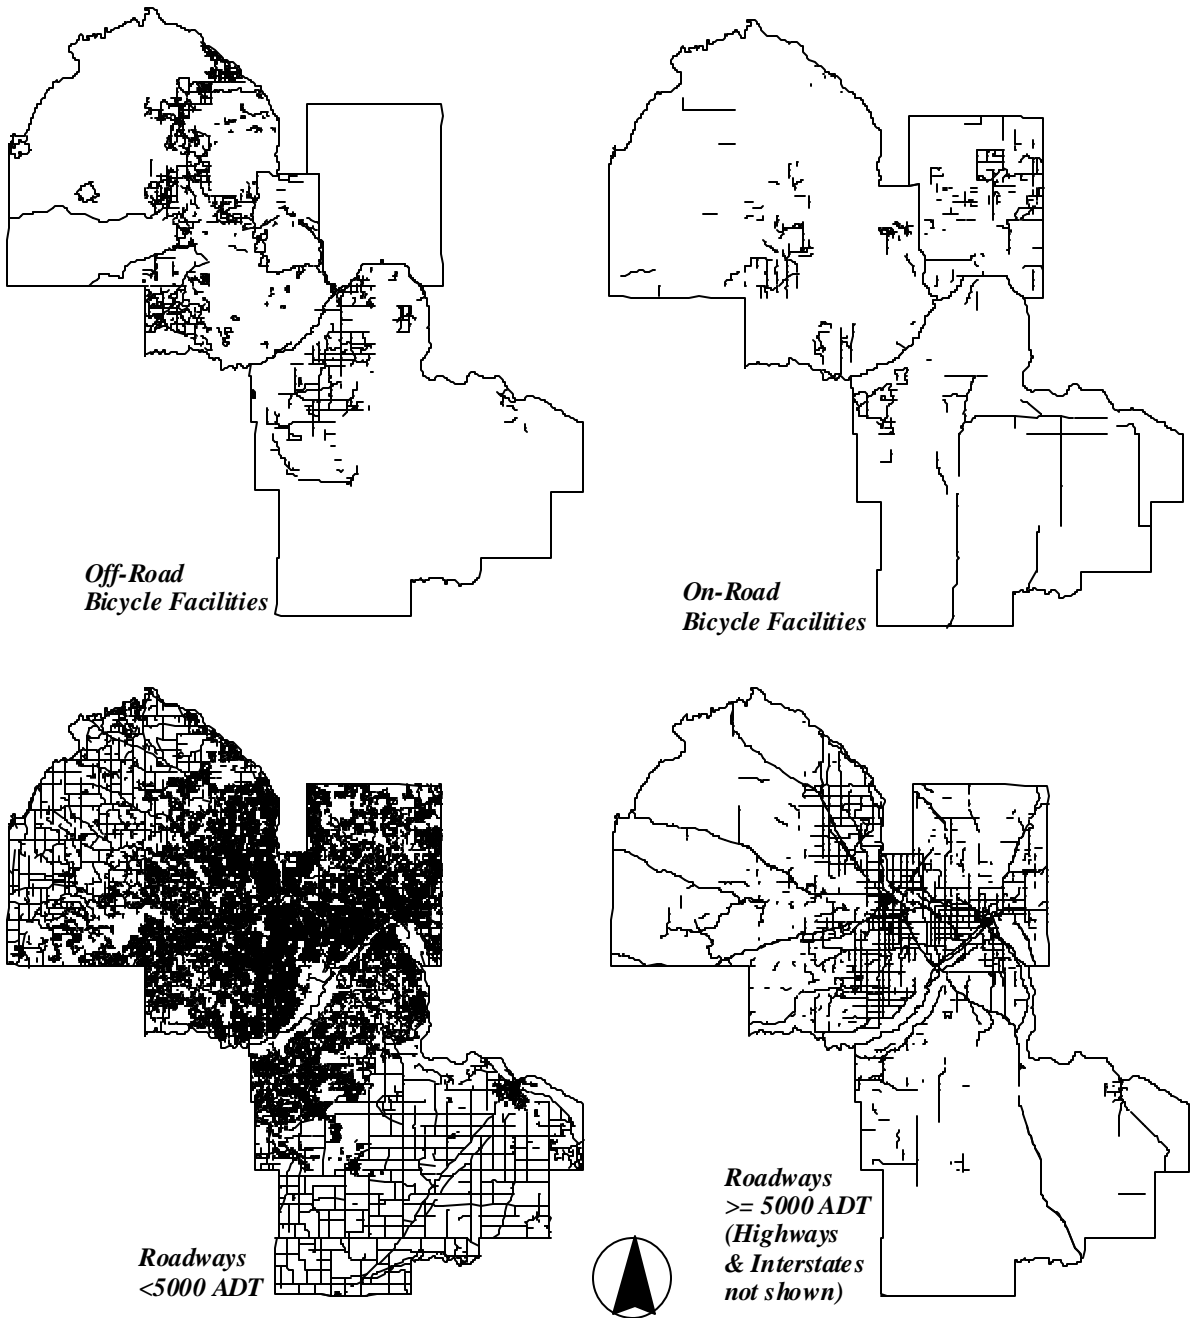 Off-Road
Bicycle Facilities
On-Road
Bicycle Facilities
Roadways
<5000 ADT
Roadways
>= 5000 ADT
(Highways
& Interstates
not shown)